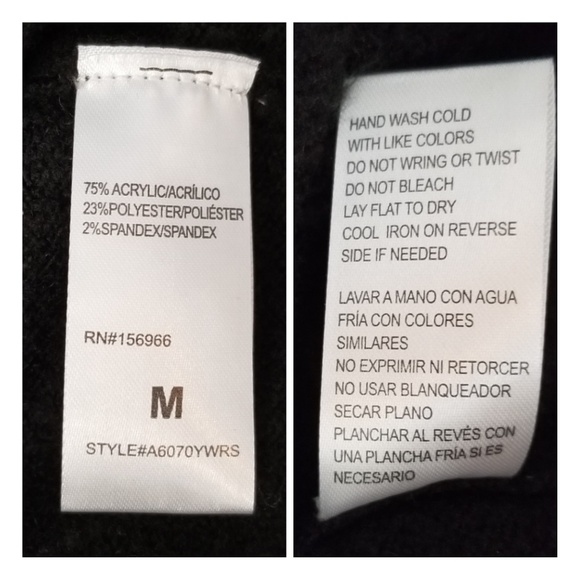 75% ACRYLIC/ACRÍLICO
23%POLYESTER/POLIÉSTER
2%SPANDEX/SPANDEX
RN#156966
M
STYLE#A6070YWRS
HAND WASH COLD
WITH LIKE COLORS
DO NOT WRING OR TWIST
DO NOT BLEACH
LAY FLAT TO DRY
COOL IRON ON REVERSE
SIDE IF NEEDED
LAVAR A MANO CON AGUA
FRÍA CON COLORES
SIMILARES
NO EXPRIMIR NI RETORCER
NO USAR BLANQUEADOR
SECAR PLANO
PLANCHAR AL REVÉS CON
UNA PLANCHA FRÍA SI ES
NECESARIO